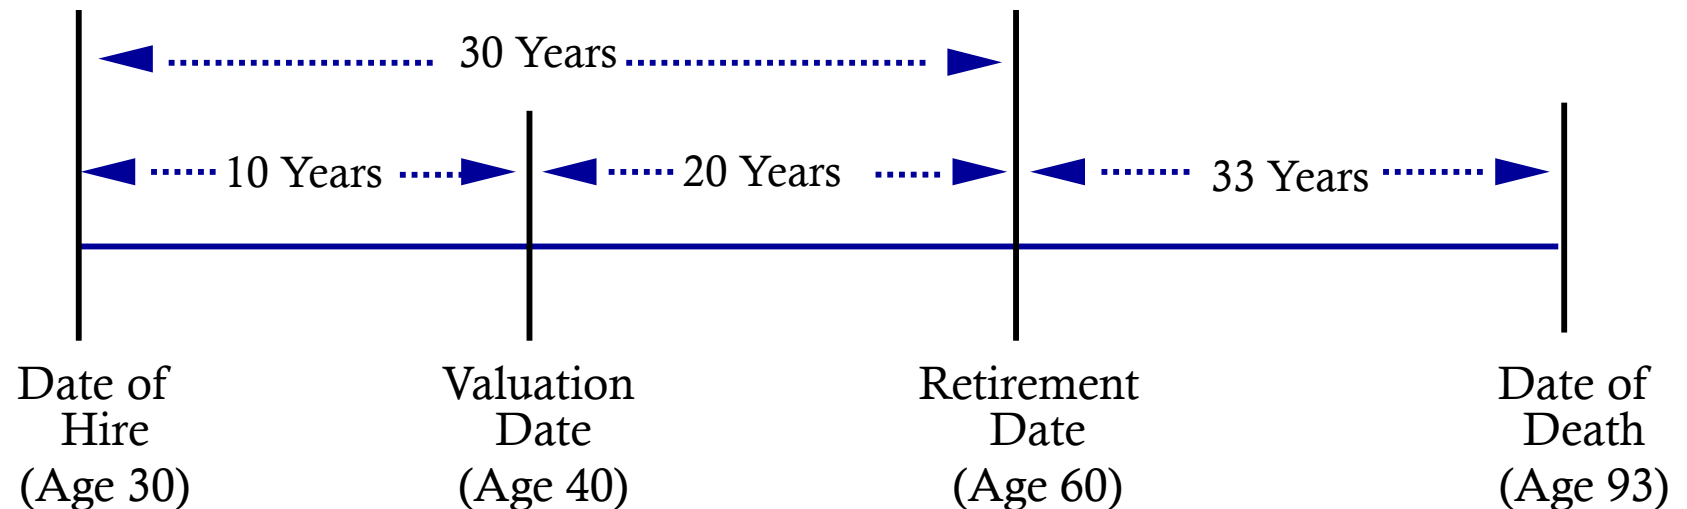 30 Years
10 Years
20 Years
33 Years
Date of
Hire
(Age 30)
Valuation
Date
(Age 40)
Retirement
Date
(Age 60)
Date of
Death
(Age 93)